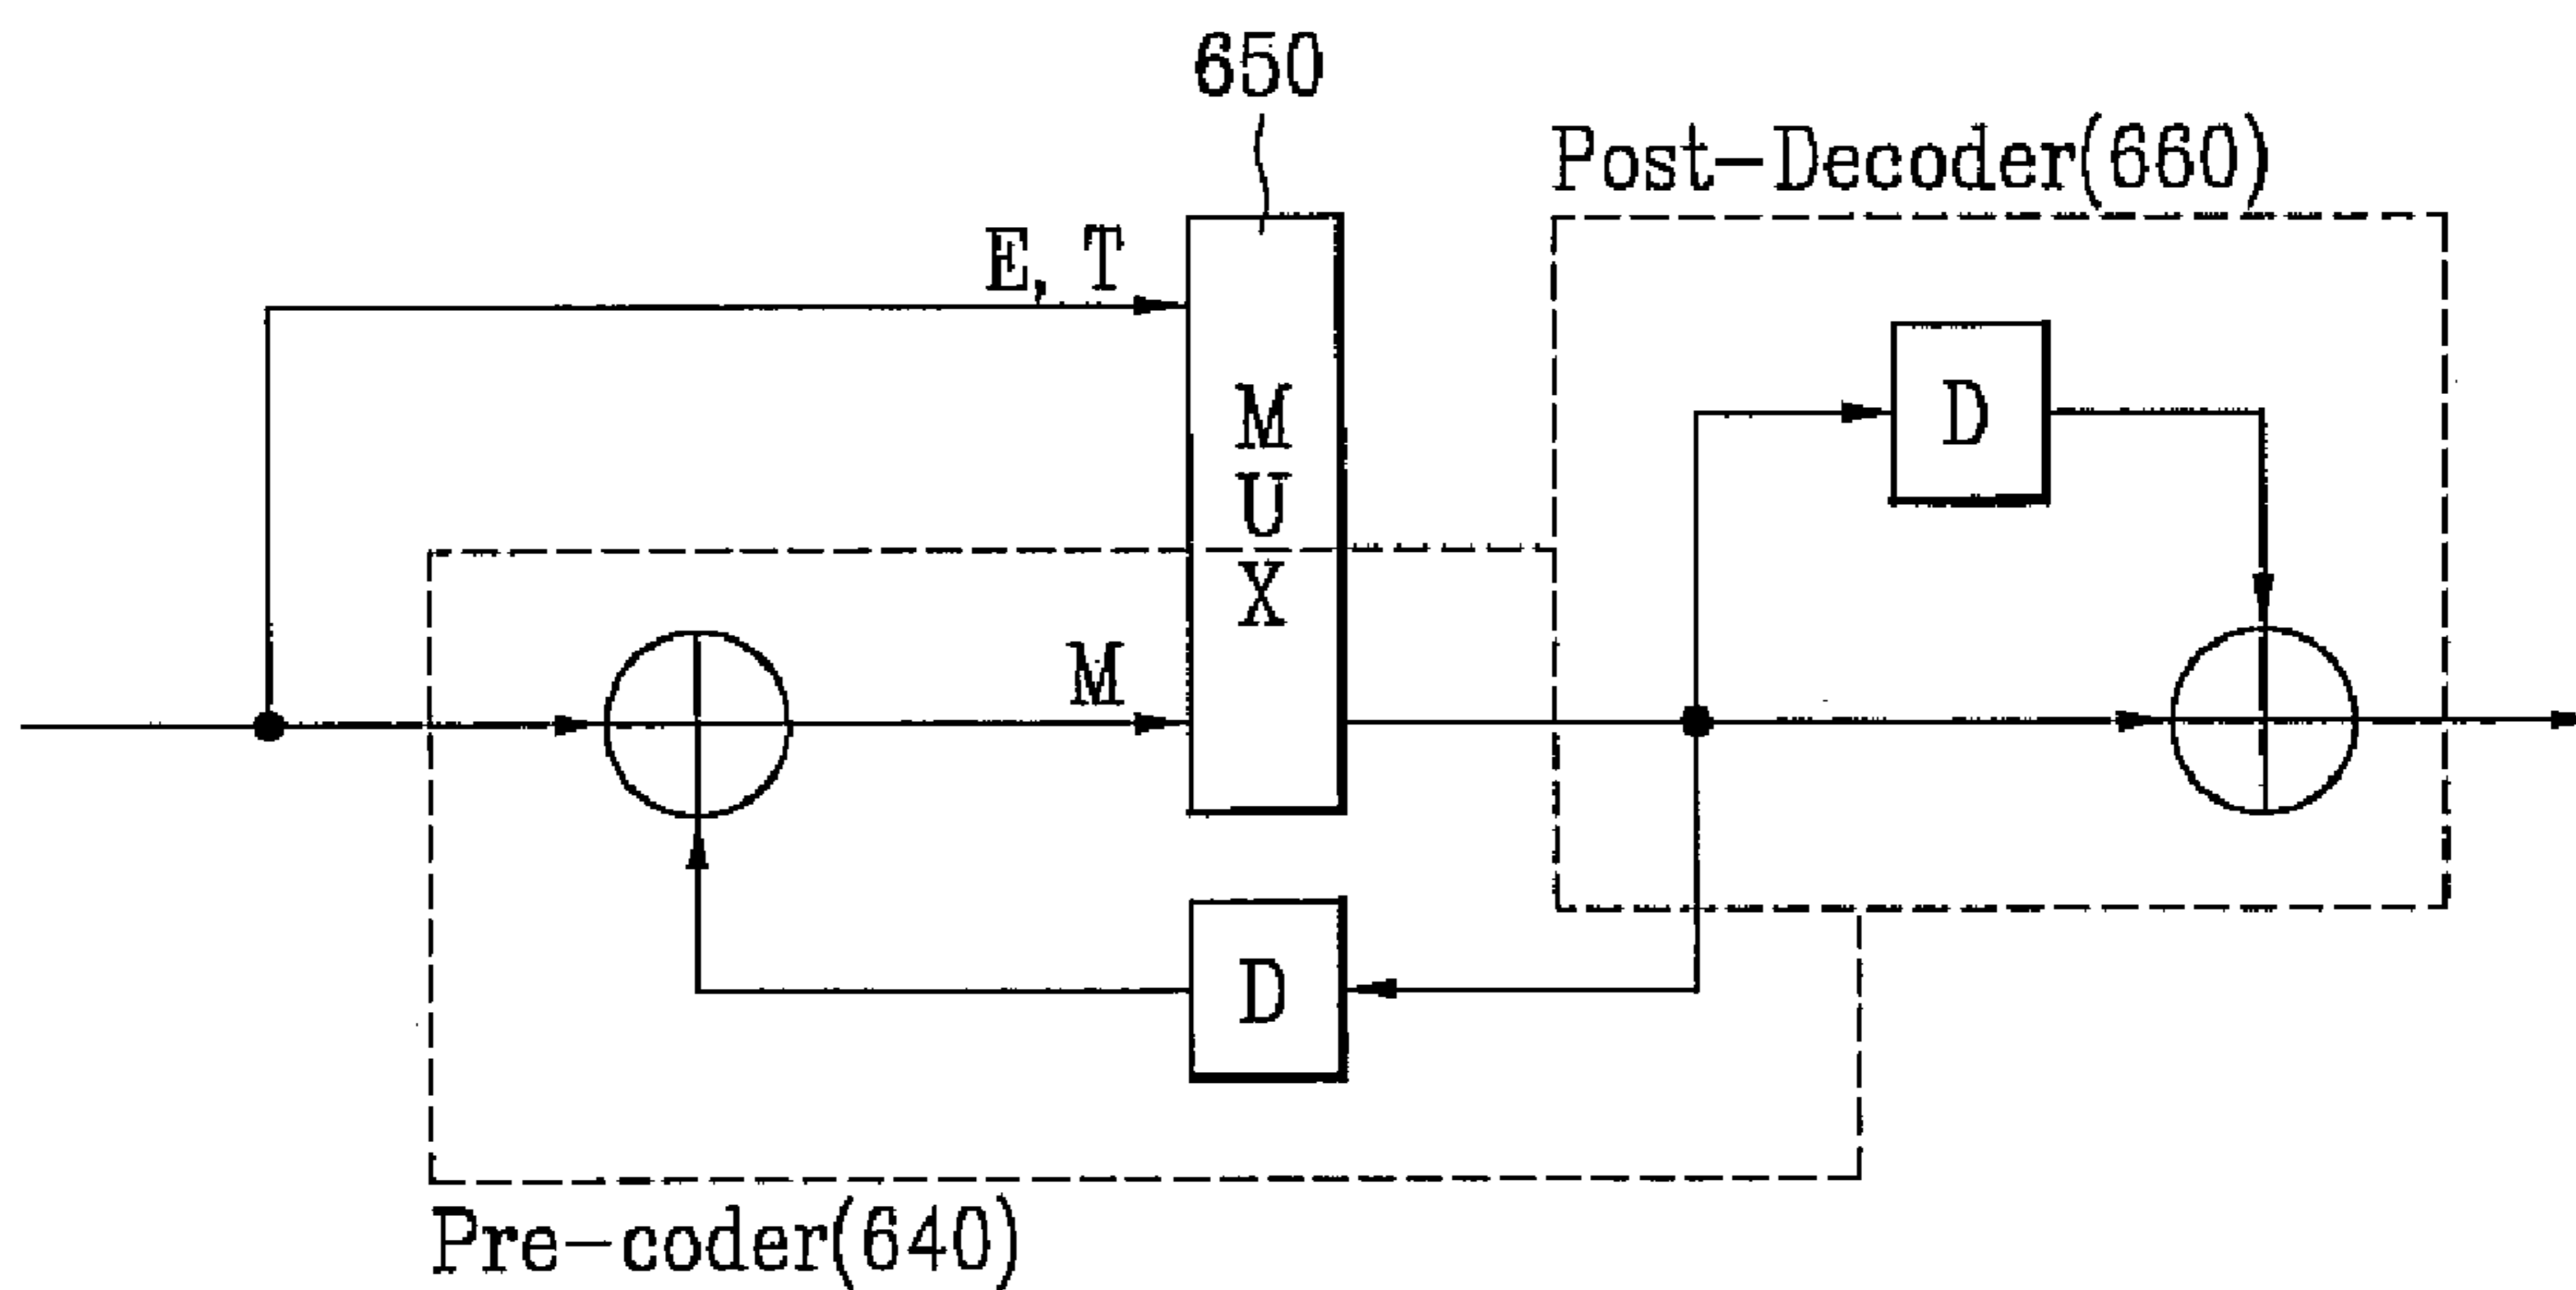 650
Post-Decoder(660)
E, T
M
U
X
D
M
D
Pre-coder(640)